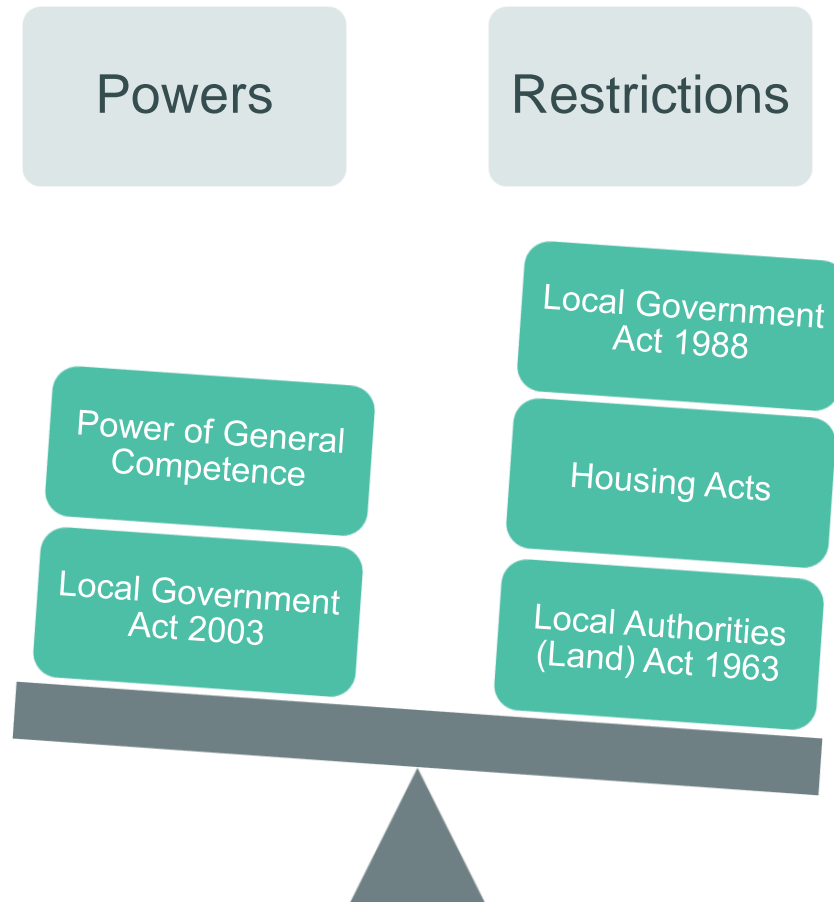 Powers
Restrictions
Power of General
Competence
Local Government
Act 2003
Local Government
Act 1988
Housing Acts
Local Authorities
(Land) Act 1963